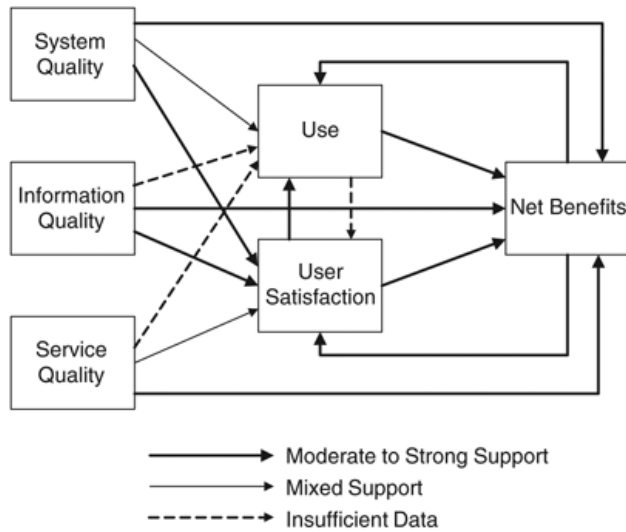 System
Quality
Use
Information
Quality
Net Benefits
User
Satisfaction
Service
Quality
Moderate to Strong Support
Mixed Support
Insufficient Data